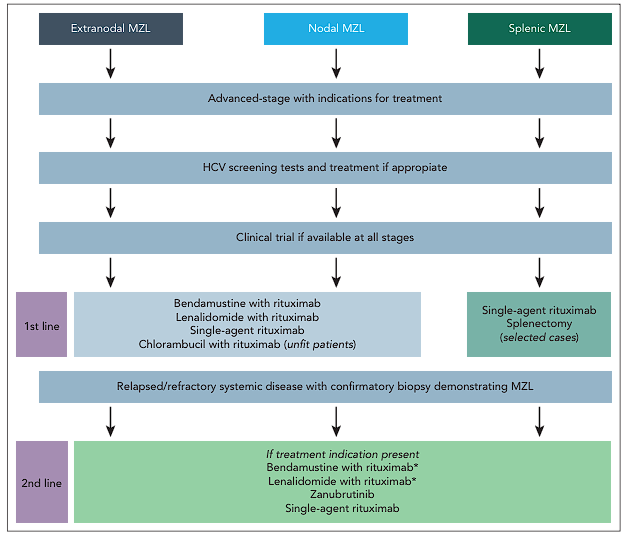 Extranodal MZL
Nodal MZL
Splenic MZL
Advanced-stage with indications for treatment
HCV screening tests and treatment if appropiate
Clinical trial if available at all stages
1st line
Bendamustine with rituximab
Lenalidomide with rituximab
Single-agent rituximab
Chlorambucil with rituximab (unfit patients)
Single-agent rituximab
Splenectomy
(selected cases)
Relapsed/refractory systemic disease with confirmatory biopsy demonstrating MZL
2nd line
If treatment indication present
Bendamustine with rituximab*
Lenalidomide with rituximab*
Zanubrutinib
Single-agent rituximab